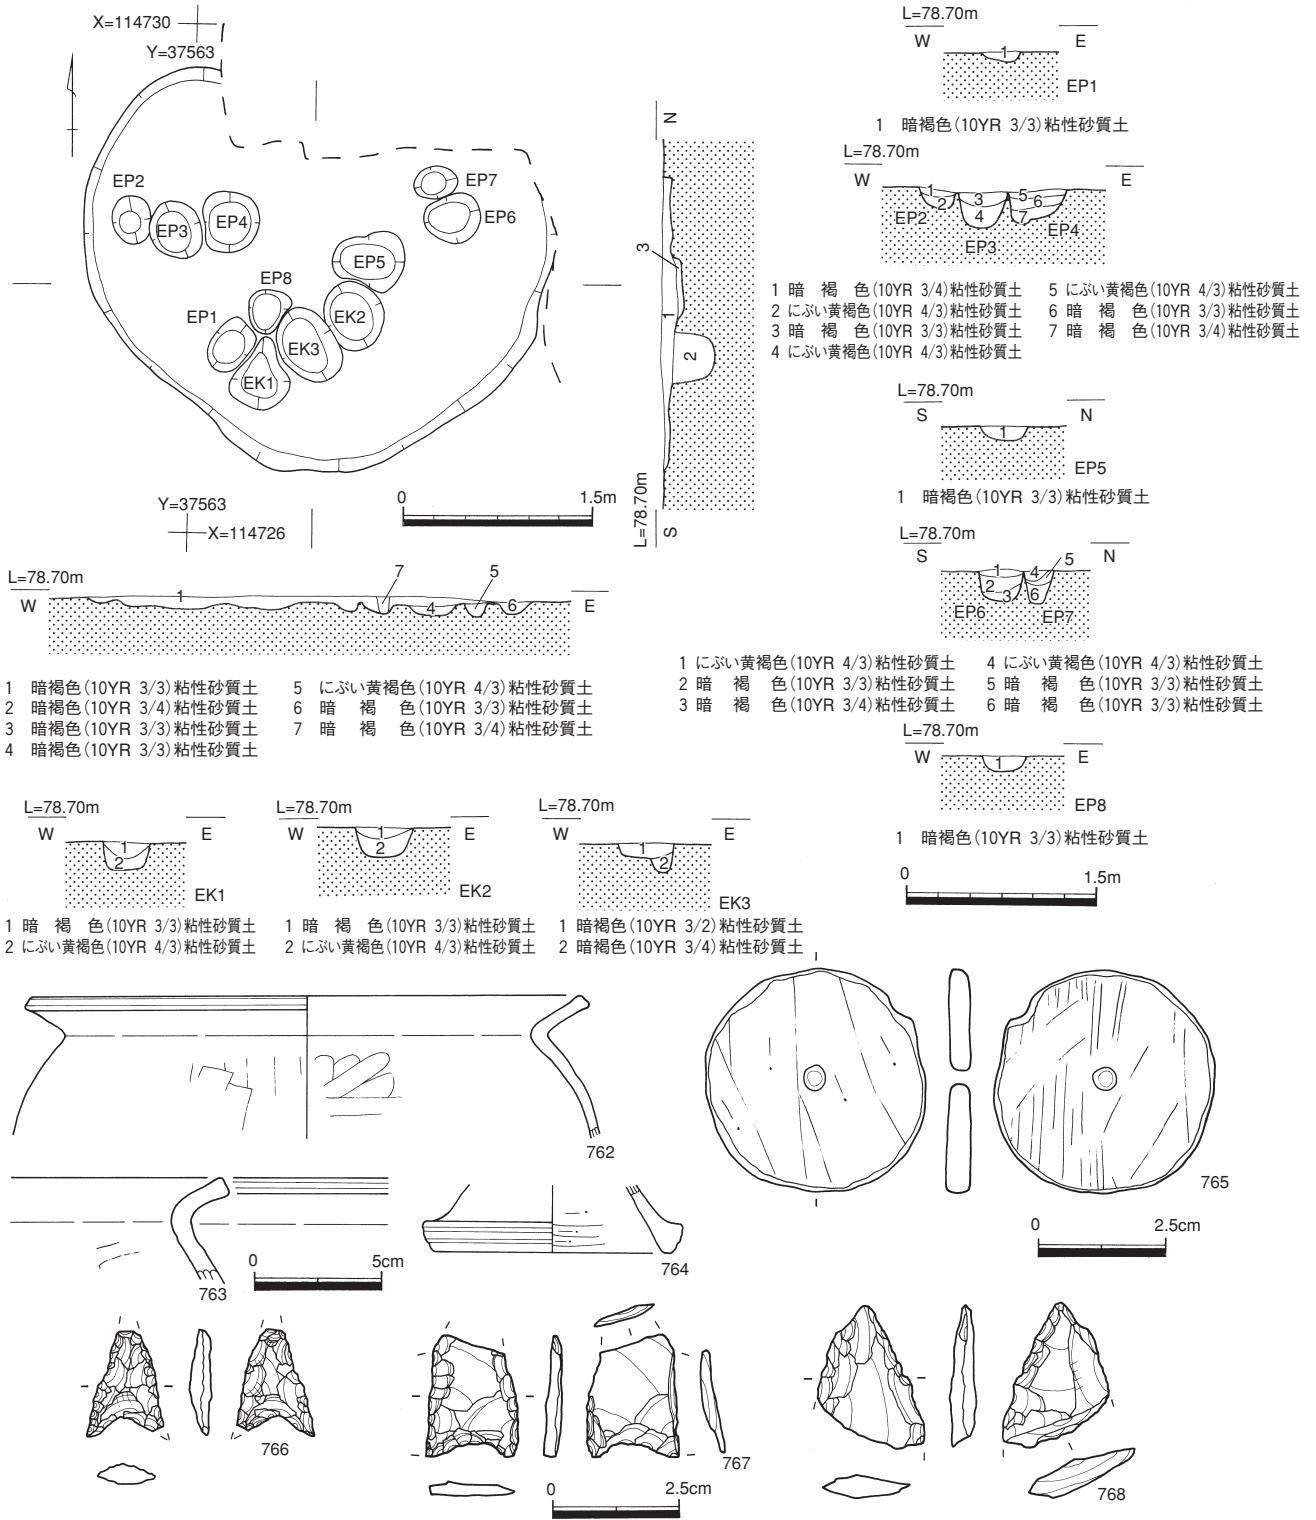 X=114730
Y=37563
EP2
EP3
EP4
EP7
EP6
EP5
EP8
EP1
EK2
EK3
EK1
Y=37563
X=114726
0 1.5m
N
3
1
2
L=78.70m
S
L=78.70m
W E
1
EP1
1 暗褐色(10YR 3/3)粘性砂質土
L=78.70m
W E
1 2 3 4 5 6 7
EP2 EP3 EP4
1 暗褐色(10YR 3/4)粘性砂質土
2 にぶい黄褐色(10YR 4/3)粘性砂質土
3 暗褐色(10YR 3/3)粘性砂質土
4 にぶい黄褐色(10YR 4/3)粘性砂質土
5 にぶい黄褐色(10YR 4/3)粘性砂質土
6 暗褐色(10YR 3/3)粘性砂質土
7 暗褐色(10YR 3/4)粘性砂質土
L=78.70m
S N
1
EP5
1 暗褐色(10YR 3/3)粘性砂質土
L=78.70m
S N
1 2 3 4 5 6
EP6 EP7
1 にぶい黄褐色(10YR 4/3)粘性砂質土
2 暗褐色(10YR 3/3)粘性砂質土
3 暗褐色(10YR 3/4)粘性砂質土
4 にぶい黄褐色(10YR 4/3)粘性砂質土
5 暗褐色(10YR 3/3)粘性砂質土
6 暗褐色(10YR 3/3)粘性砂質土
L=78.70m
W E
1
EP8
1 暗褐色(10YR 3/3)粘性砂質土
0 1.5m
L=78.70m
W E
1 7 4 5 6
1 暗褐色(10YR 3/3)粘性砂質土
2 暗褐色(10YR 3/4)粘性砂質土
3 暗褐色(10YR 3/3)粘性砂質土
4 暗褐色(10YR 3/3)粘性砂質土
5 にぶい黄褐色(10YR 4/3)粘性砂質土
6 暗褐色(10YR 3/3)粘性砂質土
7 暗褐色(10YR 3/4)粘性砂質土
L=78.70m
W E
1
2
EK1
1 暗褐色(10YR 3/3)粘性砂質土
2 にぶい黄褐色(10YR 4/3)粘性砂質土
L=78.70m
W E
1
2
EK2
1 暗褐色(10YR 3/3)粘性砂質土
2 にぶい黄褐色(10YR 4/3)粘性砂質土
L=78.70m
W E
1
2
EK3
1 暗褐色(10YR 3/2)粘性砂質土
2 暗褐色(10YR 3/4)粘性砂質土
762
765
763
0 5cm
764
0 2.5cm
766
767
768
0 2.5cm